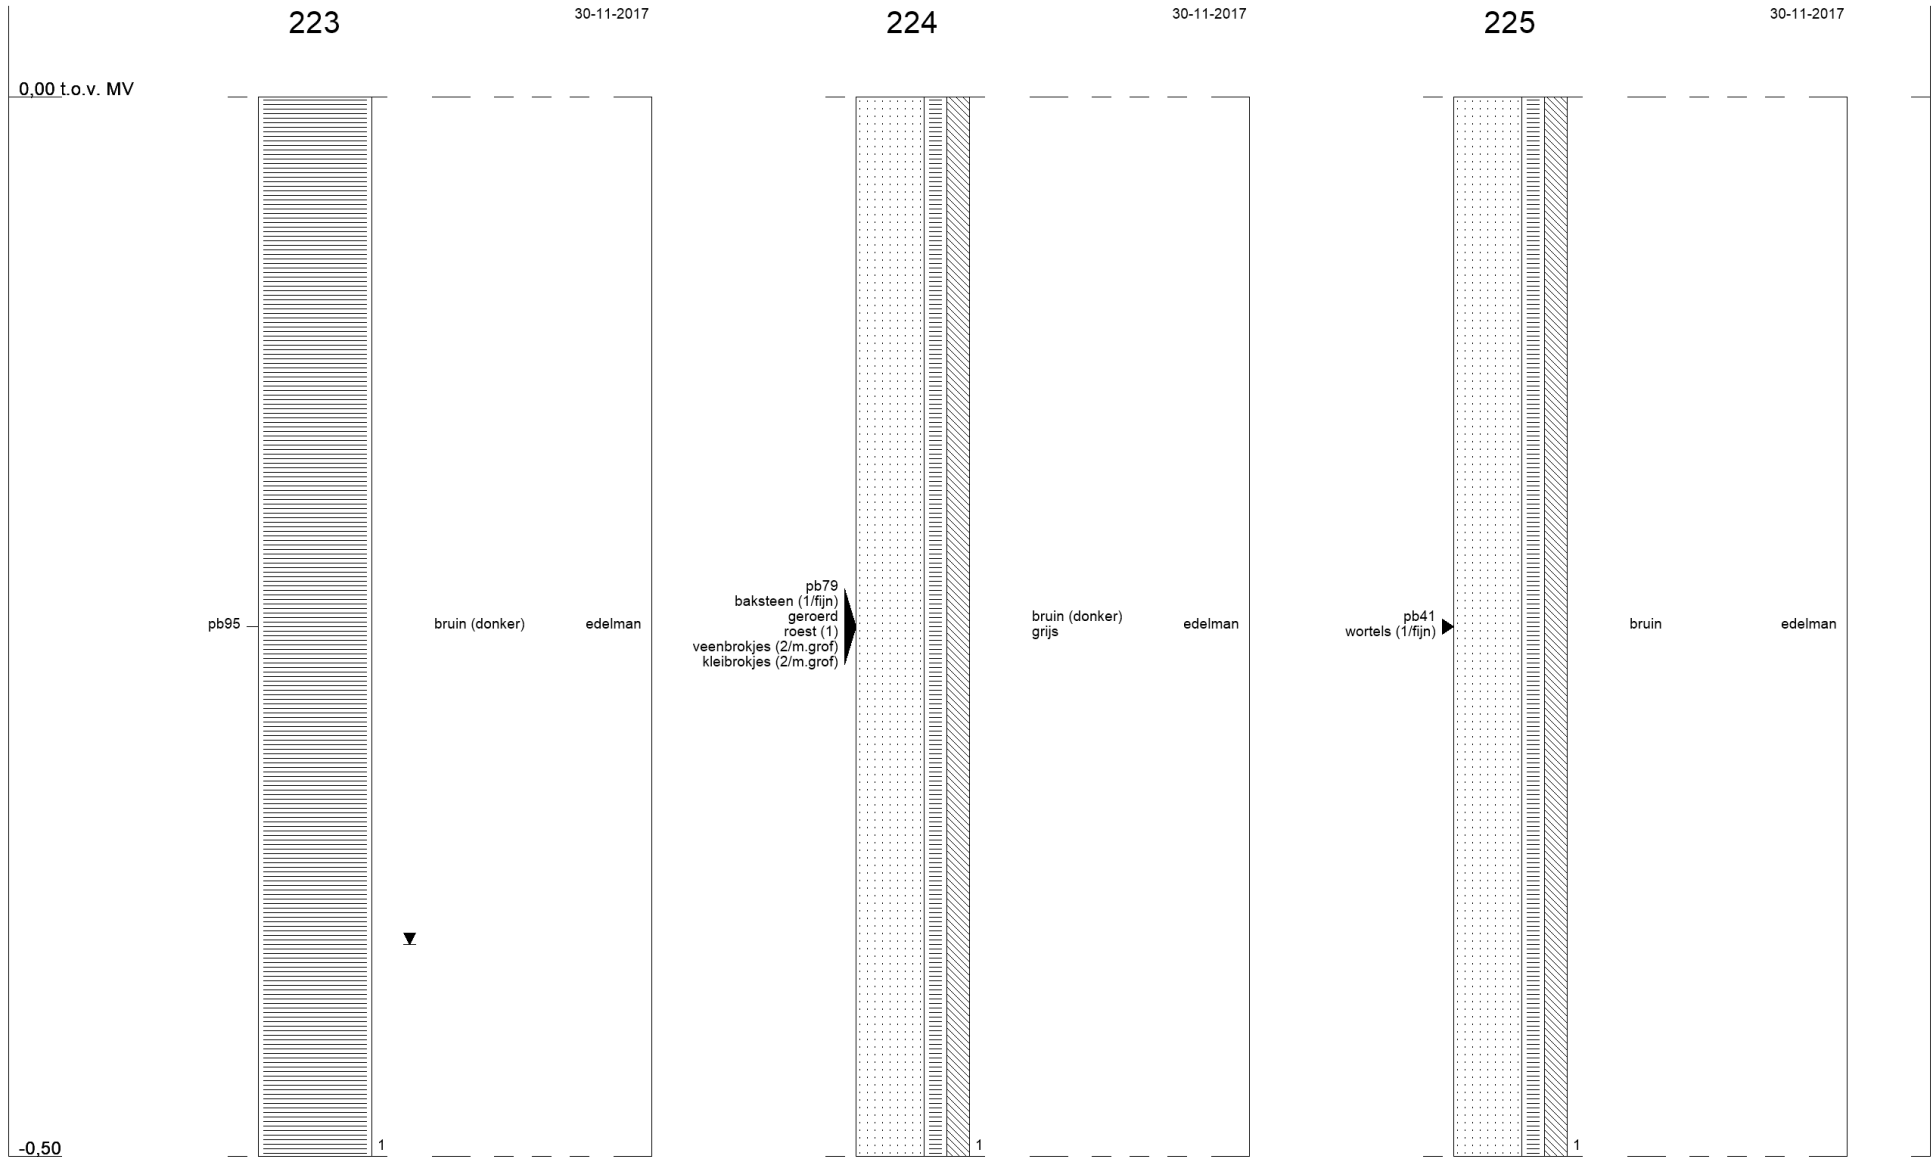 223
30-11-2017
224
30-11-2017
225
30-11-2017
0,00 t.o.v. MV
pb95
bruin (donker)
edelman
pb79
baksteen (1/fijn)
geroerd
roest (1)
veenbrokjes (2/m.grof)
kleibrokjes (2/m.grof)
bruin (donker)
grijs
edelman
pb41
wortels (1/fijn)
bruin
edelman
-0,50
1
1
1